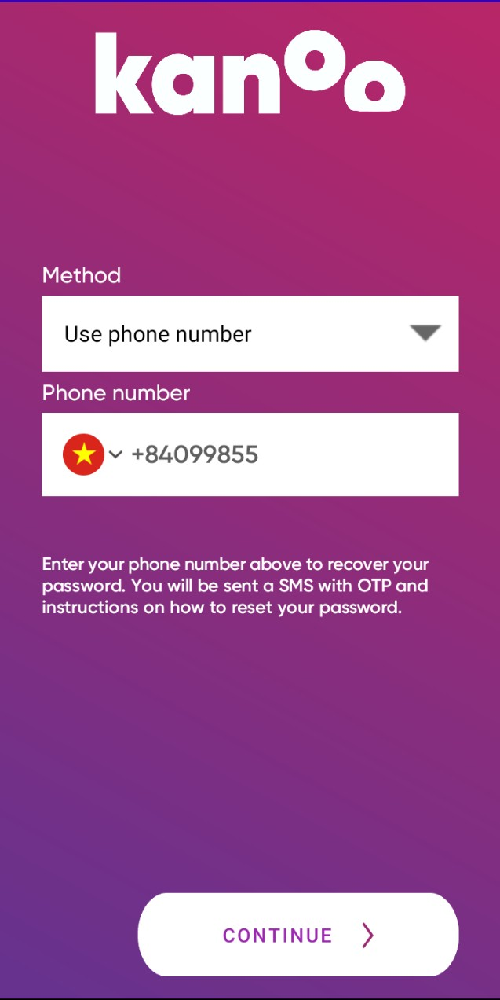 kanoo
Method
Use phone number
Phone number
+84099855
Enter your phone number above to recover your
password. You will be sent a SMS with OTP and
instructions on how to reset your password.
CONTINUE